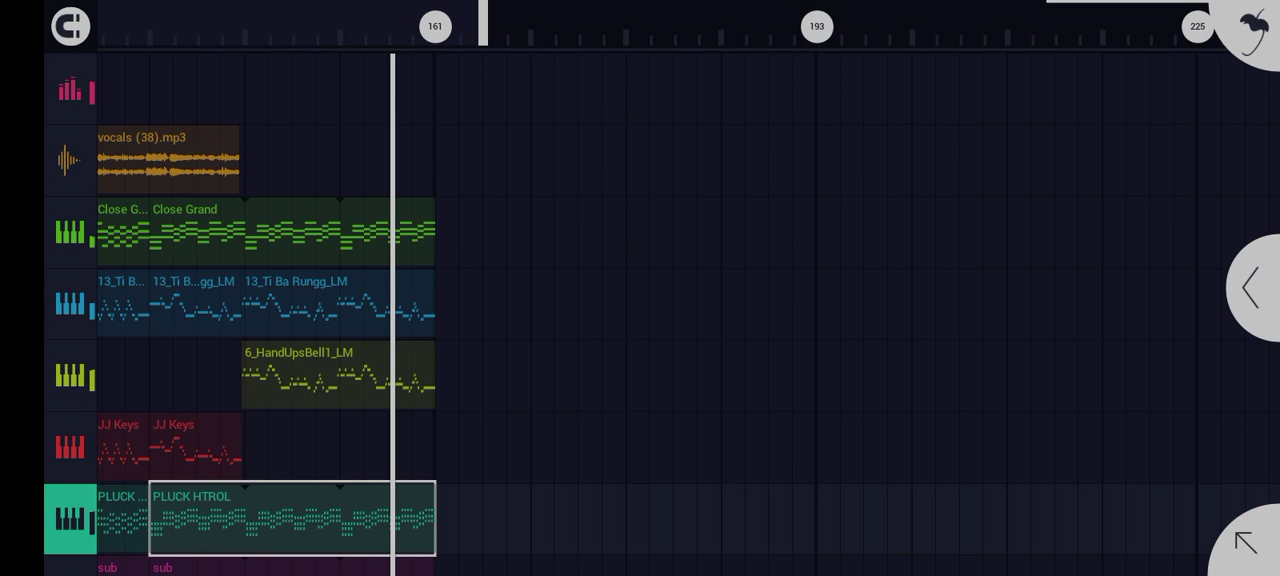 161
193
225
vocals (38).mp3
Close G... Close Grand
13_Ti B... 13_Ti B...gg_LM 13_Ti Ba Rungg_LM
6_HandUpsBell1_LM
JJ Keys JJ Keys
PLUCK ... PLUCK HTROL
sub sub